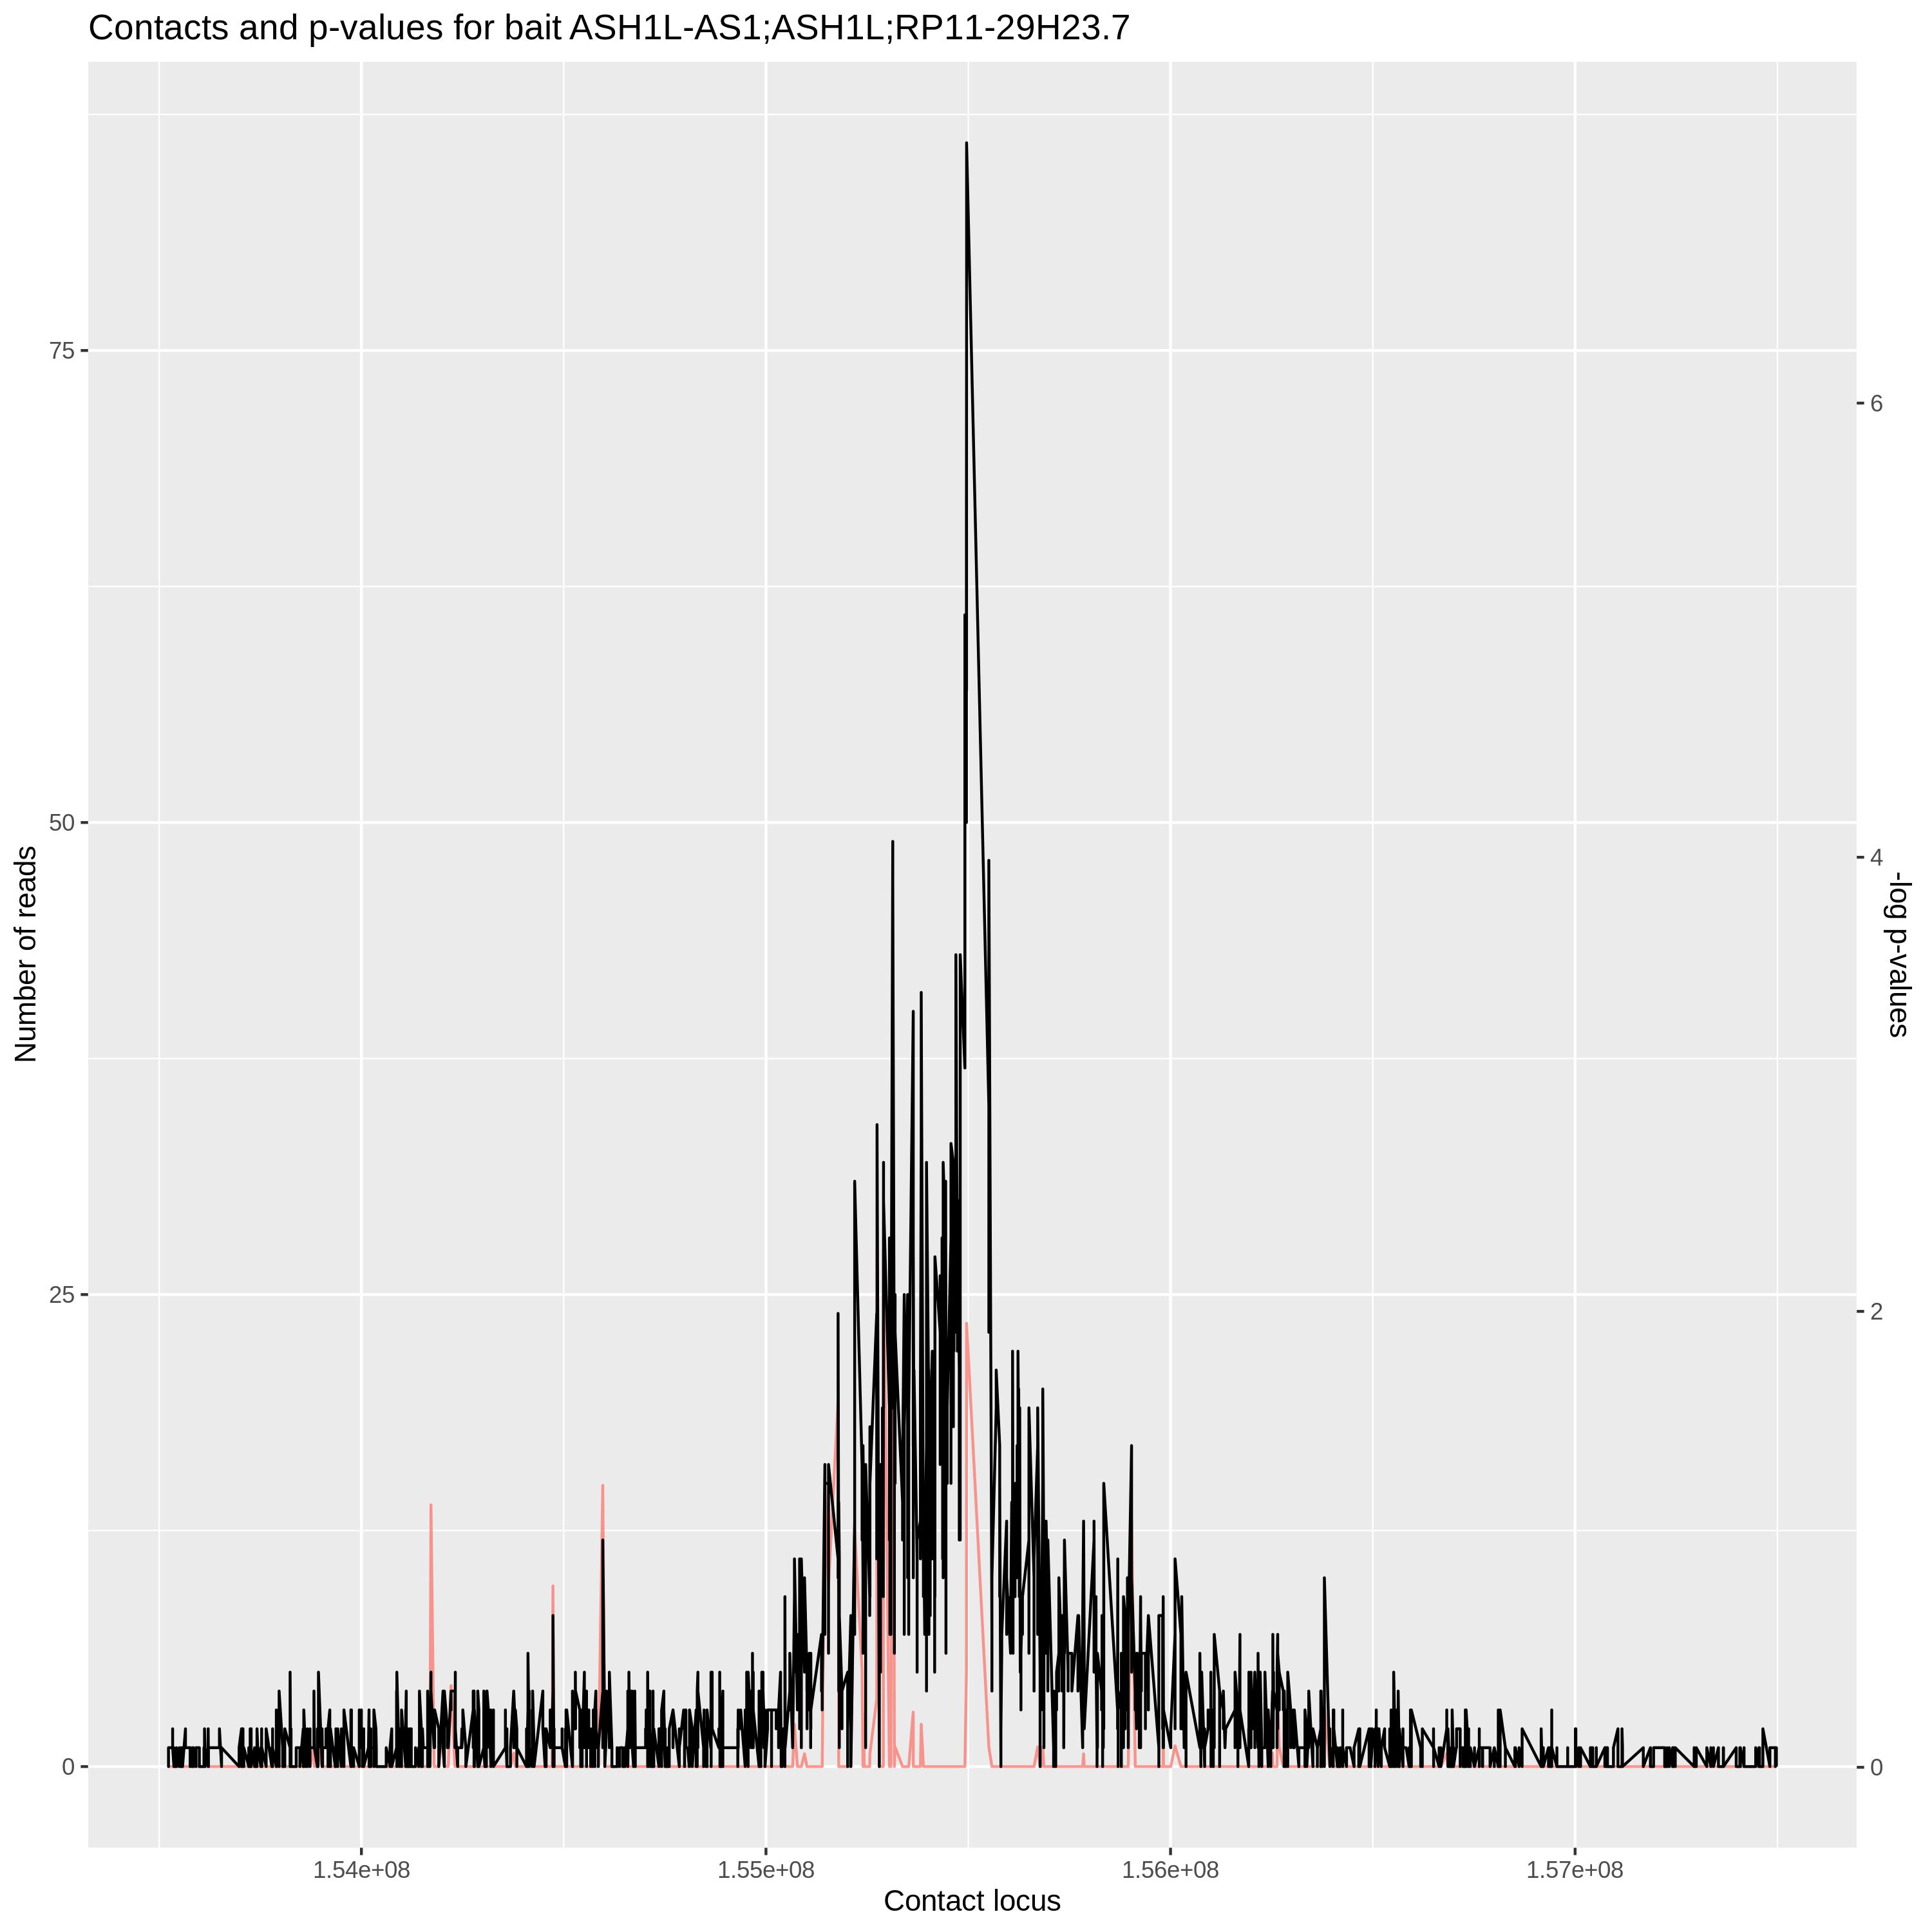 Contacts and p-values for bait ASH1L-AS1;ASH1L;RP11-29H23.7
75
50
25
0
Number of reads
6
4
2
0
-log p-values
1.54e+08
1.55e+08
1.56e+08
1.57e+08
Contact locus